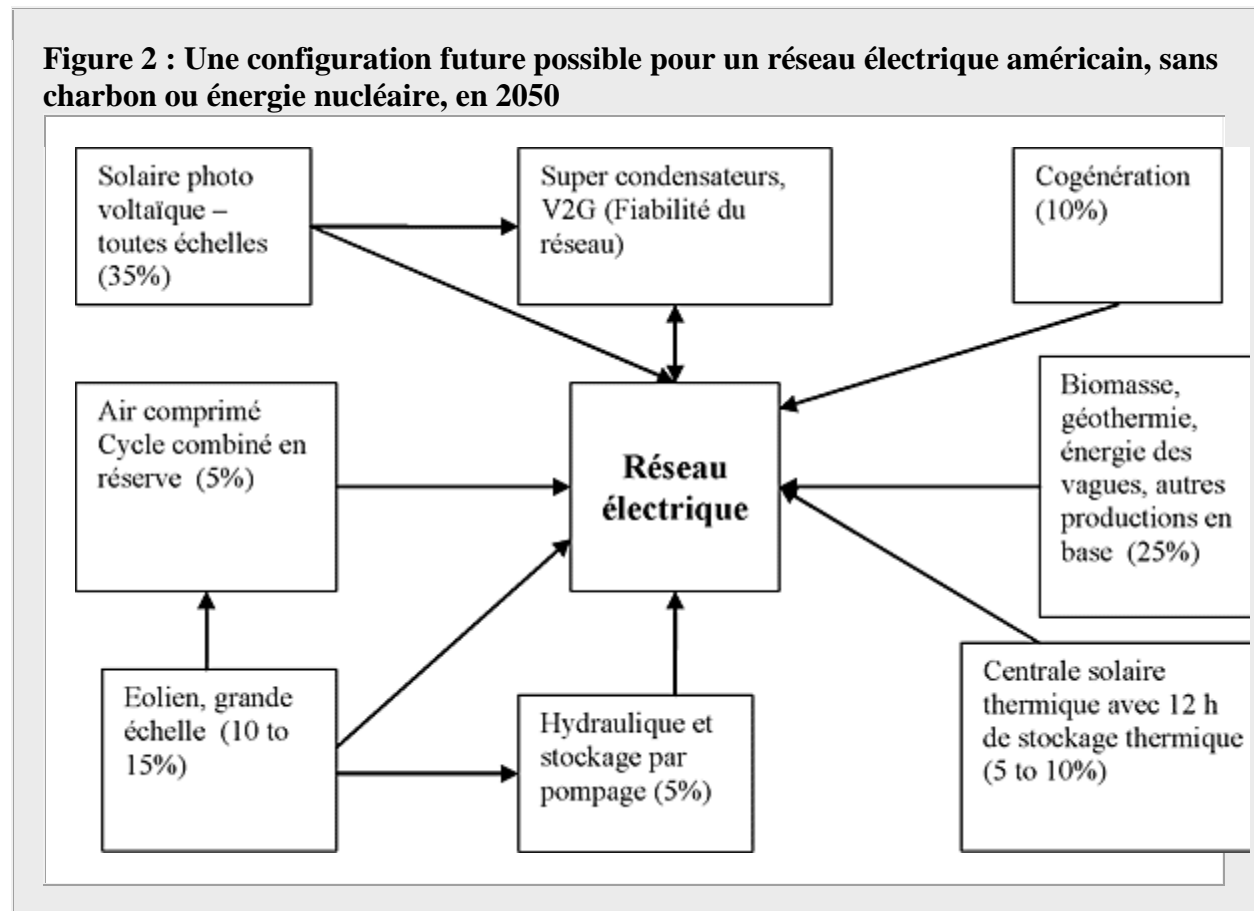 Figure 2 : Une configuration future possible pour un réseau électrique américain, sans
charbon ou énergie nucléaire, en 2050
Solaire photo
voltaïque –
toutes échelles
(35%)
Super condensateurs,
V2G (Fiabilité du
réseau)
Cogénération
(10%)
Air comprimé
Cycle combiné en
réserve (5%)
Réseau
électrique
Biomasse,
géothermie,
énergie des
vagues, autres
productions en
base (25%)
Eolien, grande
échelle (10 to
15%)
Hydraulique et
stockage par
pompage (5%)
Centrale solaire
thermique avec 12 h
de stockage thermique
(5 to 10%)